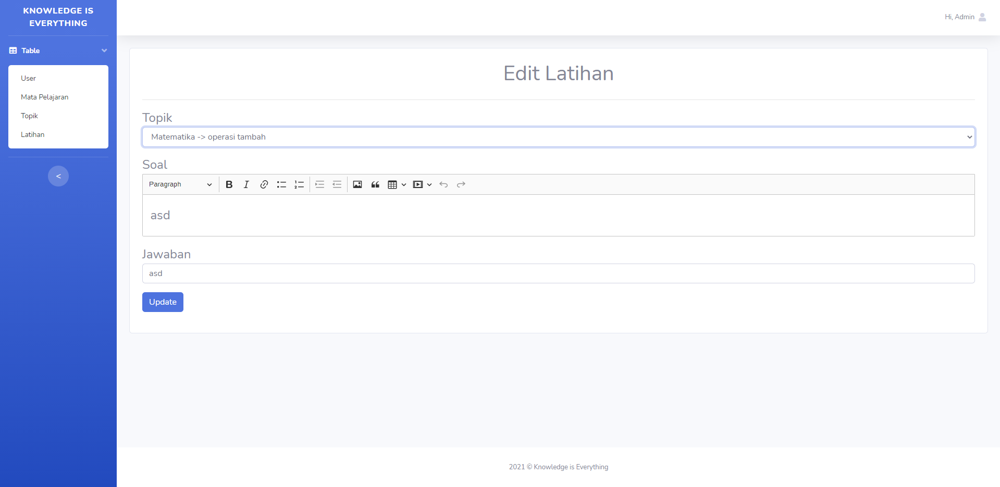 KNOWLEDGE IS
EVERYTHING
Hi, Admin
Table
User
Mata Pelajaran
Topik
Latihan
<
Edit Latihan
Topik
Matematika -> operasi tambah
Soal
Paragraph
asd
Jawaban
asd
Update
2021 © Knowledge is Everything